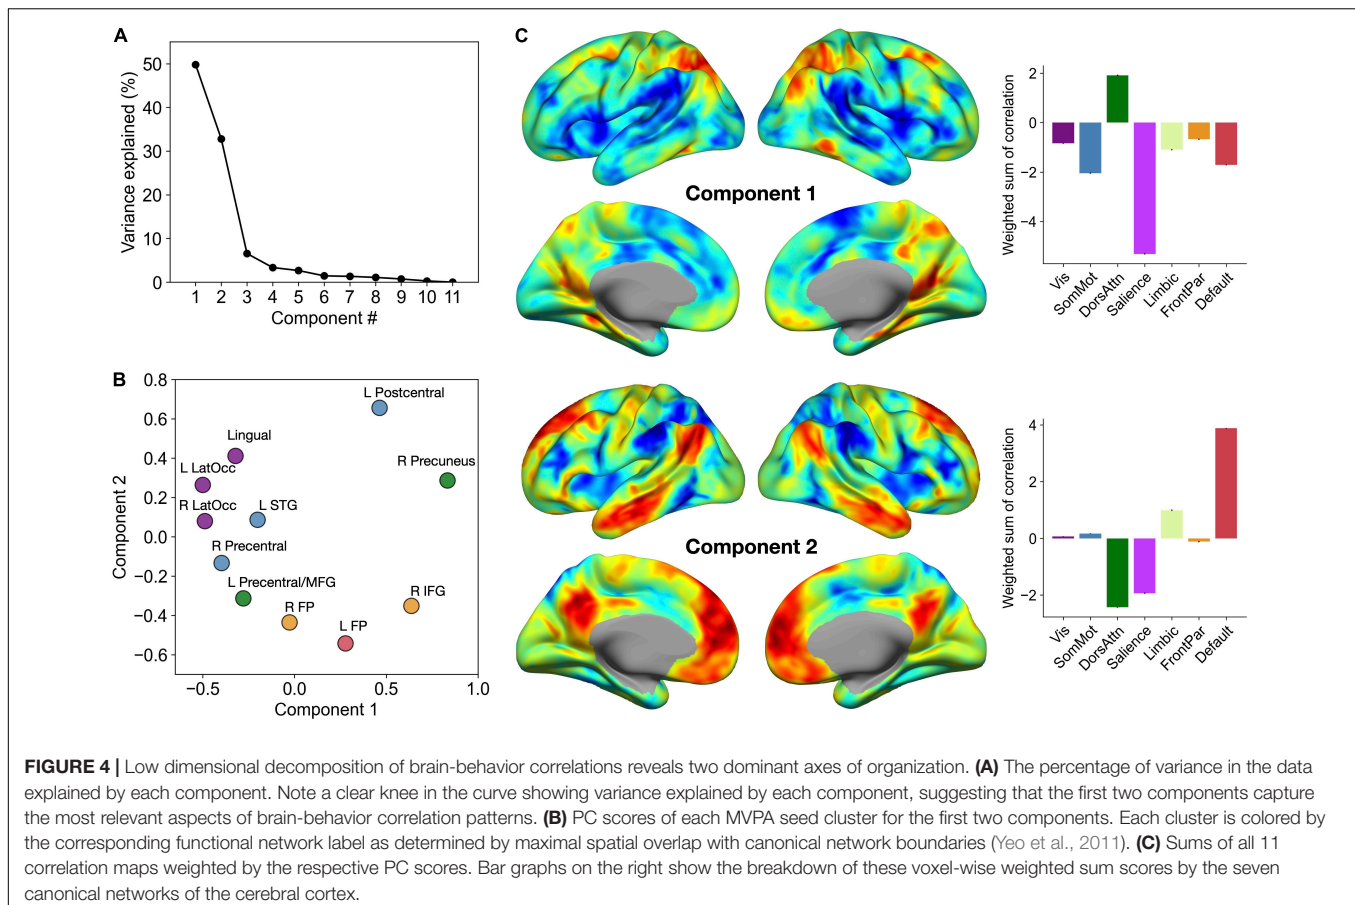 A
Variance explained (%)
50
40
30
20
10
0
1 2 3 4 5 6 7 8 9 10 11
Component #
B
Component 2
0.8
0.6
0.4
0.2
0.0
−0.2
−0.4
−0.6
L Postcentral
Lingual
R Precuneus
L LatOcc
R LatOcc
L STG
R Precentral
L Precentral/MFG
R IFG
R FP
L FP
−0.5 0.0 0.5 1.0
Component 1
C
Component 1
Weighted sum of correlation
2
0
−2
−4
Vis
SomMot
DorsAttn
Salience
Limbic
FrontPar
Default
Component 2
Weighted sum of correlation
4
2
0
−2
Vis
SomMot
DorsAttn
Salience
Limbic
FrontPar
Default
FIGURE 4 | Low dimensional decomposition of brain-behavior correlations reveals two dominant axes of organization. (A) The percentage of variance in the data
explained by each component. Note a clear knee in the curve showing variance explained by each component, suggesting that the first two components capture
the most relevant aspects of brain-behavior correlation patterns. (B) PC scores of each MVPA seed cluster for the first two components. Each cluster is colored by
the corresponding functional network label as determined by maximal spatial overlap with canonical network boundaries (Yeo et al., 2011). (C) Sums of all 11
correlation maps weighted by the respective PC scores. Bar graphs on the right show the breakdown of these voxel-wise weighted sum scores by the seven
canonical networks of the cerebral cortex.